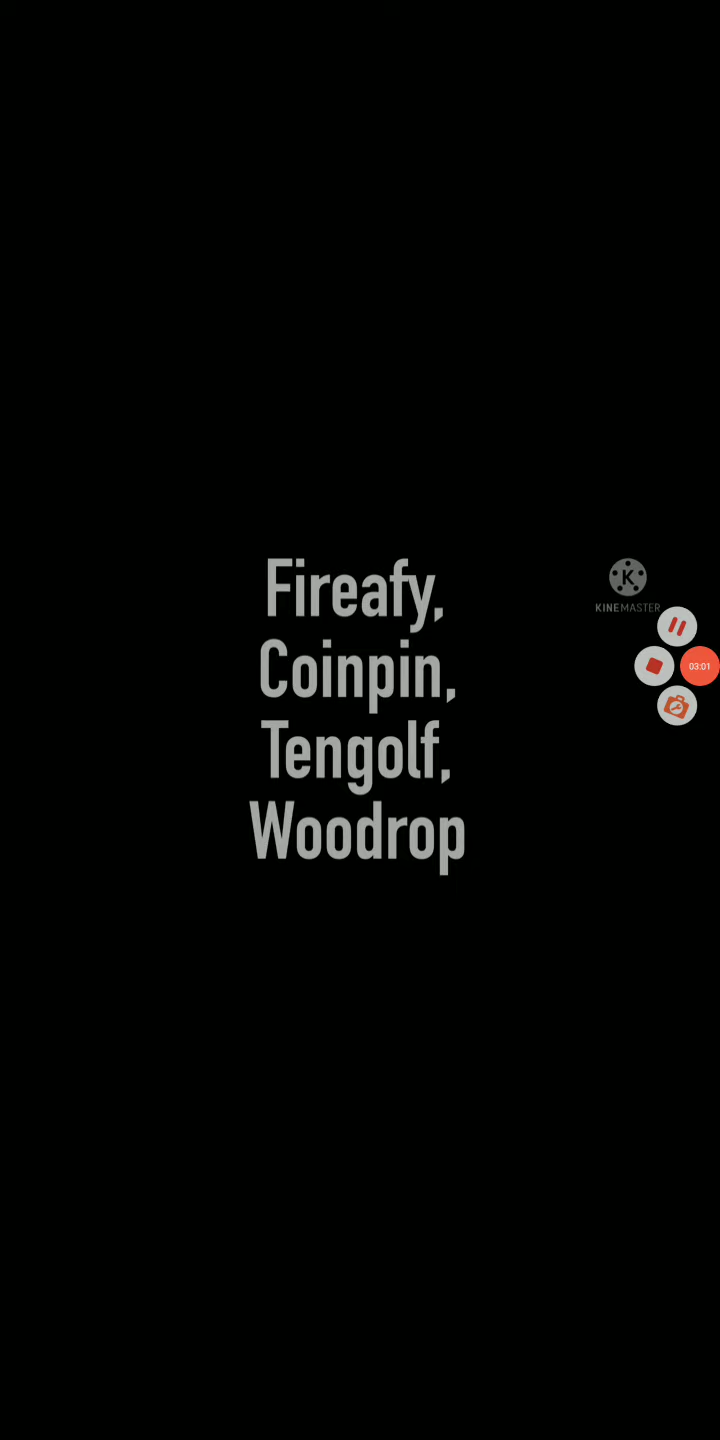 Fireafy,
Coinpin,
Tengolf,
Woodrop
KINEMASTER
03:01